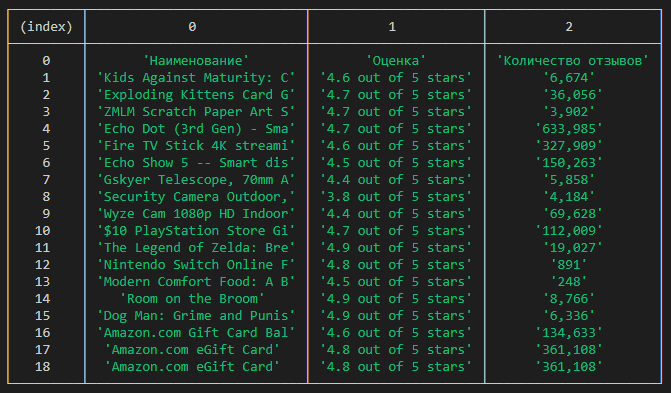 (index) 0 1 2
0 'Наименование' 'Оценка' 'Количество отзывов'
1 'Kids Against Maturity: C' '4.6 out of 5 stars' '6,674'
2 'Exploding Kittens Card G' '4.7 out of 5 stars' '36,056'
3 'ZMLM Scratch Paper Art S' '4.7 out of 5 stars' '3,902'
4 'Echo Dot (3rd Gen) - Sma' '4.7 out of 5 stars' '633,985'
5 'Fire TV Stick 4K streami' '4.6 out of 5 stars' '327,909'
6 'Echo Show 5 -- Smart dis' '4.5 out of 5 stars' '150,263'
7 'Gskyer Telescope, 70mm A' '4.4 out of 5 stars' '5,858'
8 'Security Camera Outdoor,' '3.8 out of 5 stars' '4,184'
9 'Wyze Cam 1080p HD Indoor' '4.4 out of 5 stars' '69,628'
10 '$10 PlayStation Store Gi' '4.7 out of 5 stars' '112,009'
11 'The Legend of Zelda: Bre' '4.9 out of 5 stars' '19,027'
12 'Nintendo Switch Online F' '4.8 out of 5 stars' '891'
13 'Modern Comfort Food: A B' '4.5 out of 5 stars' '248'
14 'Room on the Broom' '4.9 out of 5 stars' '8,766'
15 'Dog Man: Grime and Punis' '4.9 out of 5 stars' '6,336'
16 'Amazon.com Gift Card Bal' '4.6 out of 5 stars' '134,633'
17 'Amazon.com eGift Card' '4.8 out of 5 stars' '361,108'
18 'Amazon.com eGift Card' '4.8 out of 5 stars' '361,108'